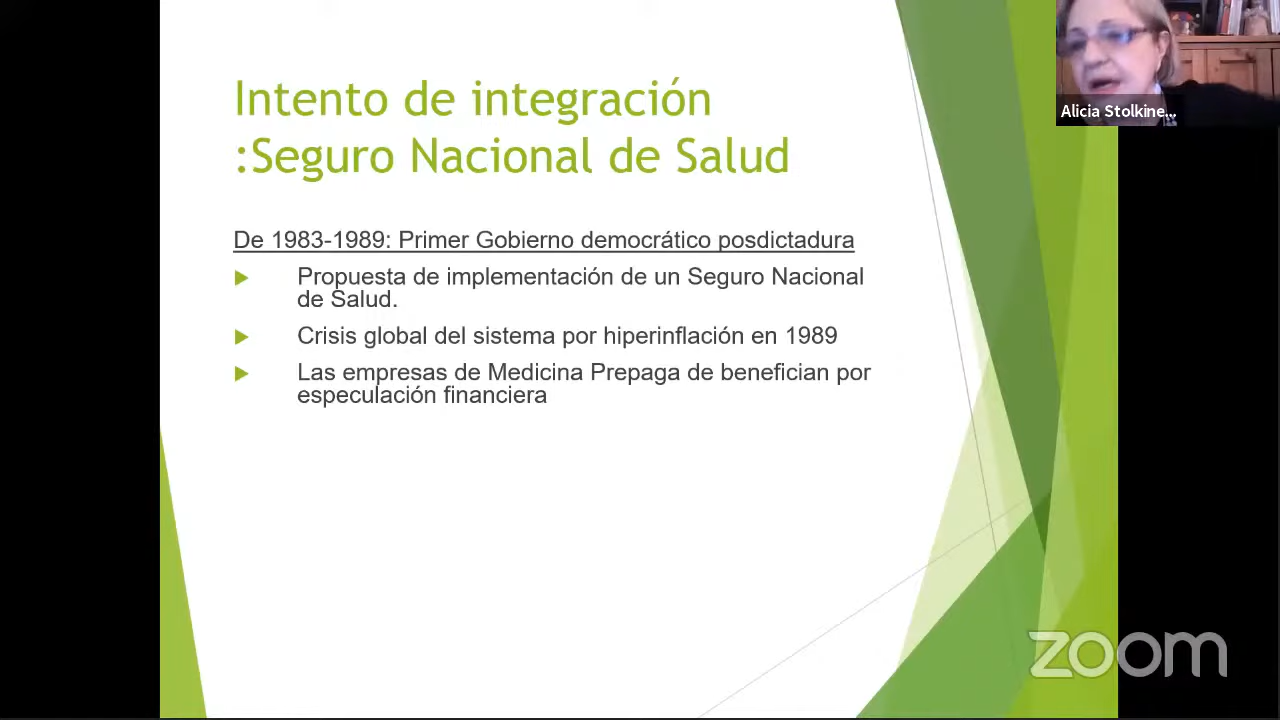 Intento de integración
:Seguro Nacional de Salud
De 1983-1989: Primer Gobierno democrático posdictadura
Propuesta de implementación de un Seguro Nacional
de Salud.
Crisis global del sistema por hiperinflación en 1989
Las empresas de Medicina Prepaga de benefician por
especulación financiera
Alicia Stolkine...
zoom